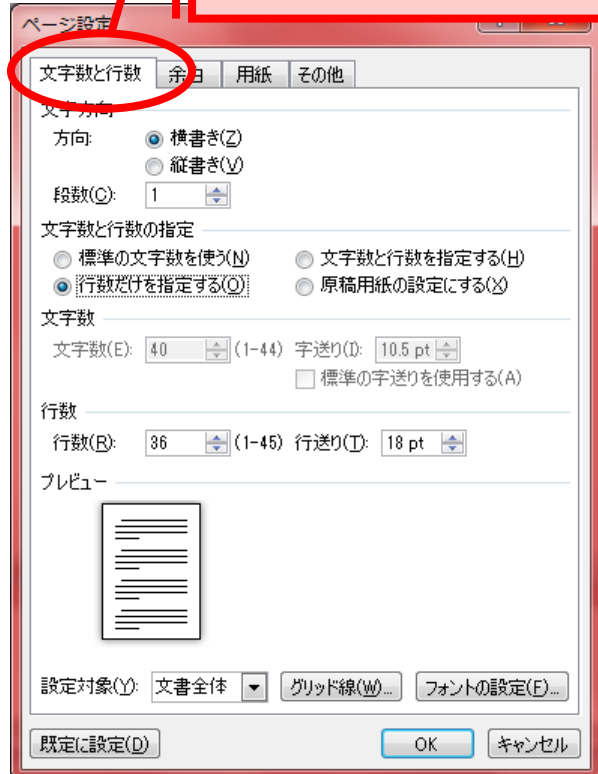 ページ設定
文字数と行数 余白 用紙 その他
文字方向
方向: 横書き(Z)
縦書き(V)
段数(C): 1
文字数と行数の指定
標準の文字数を使う(N) 文字数と行数を指定する(H)
行数だけを指定する(O) 原稿用紙の設定にする(X)
文字数
文字数(E): 40 (1-44) 字送り(I): 10.5 pt
標準の字送りを使用する(A)
行数
行数(R): 36 (1-45) 行送り(T): 18 pt
プレビュー
設定対象(Y): 文書全体 グリッド線(W)... フォントの設定(F)...
既定に設定(D) OK キャンセル